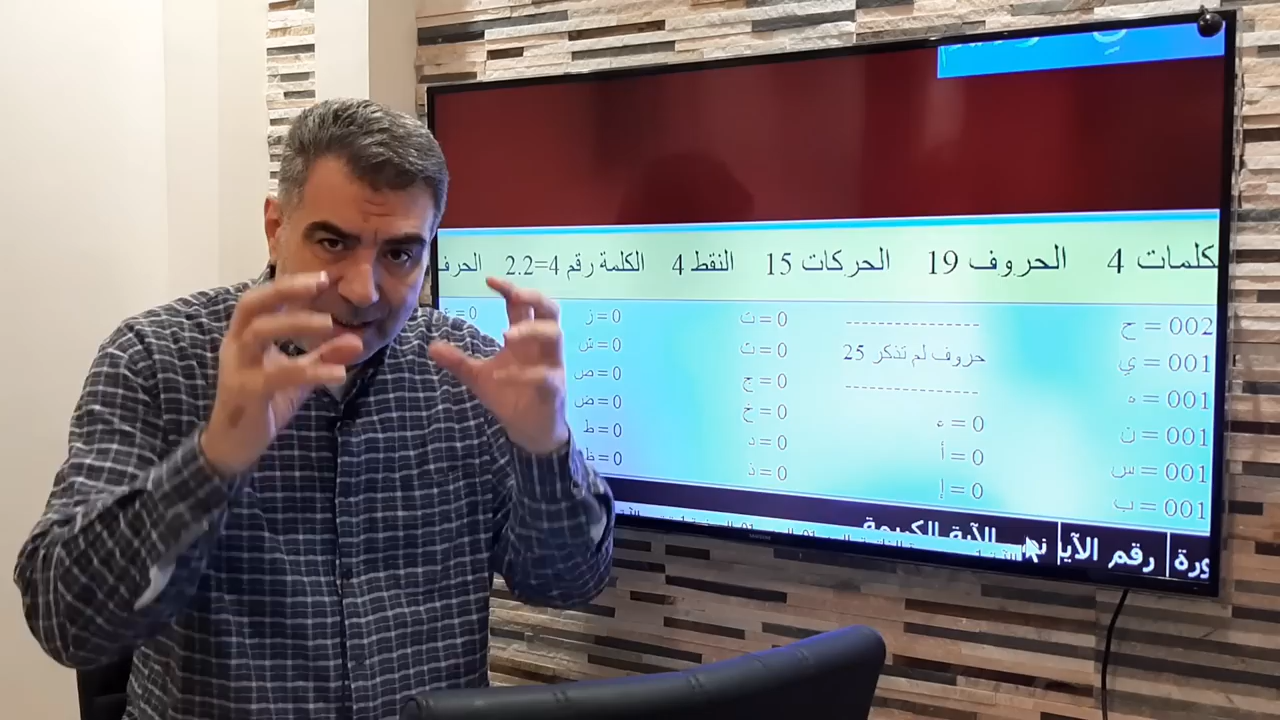 كلمات 4 الحروف 19 الحركات 15 النقط 4 الكلمة رقم 4=2.2 الحرف
002 = ح
001 = ي
001 = ه
001 = ن
001 = س
001 = ب
----------------
حروف لم تذكر 25
----------------
0 = ء
0 = أ
0 = إ
0 = ث
0 = ج
0 = خ
0 = د
0 = ذ
0 = ز
0 = ش
0 = ص
0 = ض
0 = ط
0 = ظ
رقم الآية
الآية الكريمة